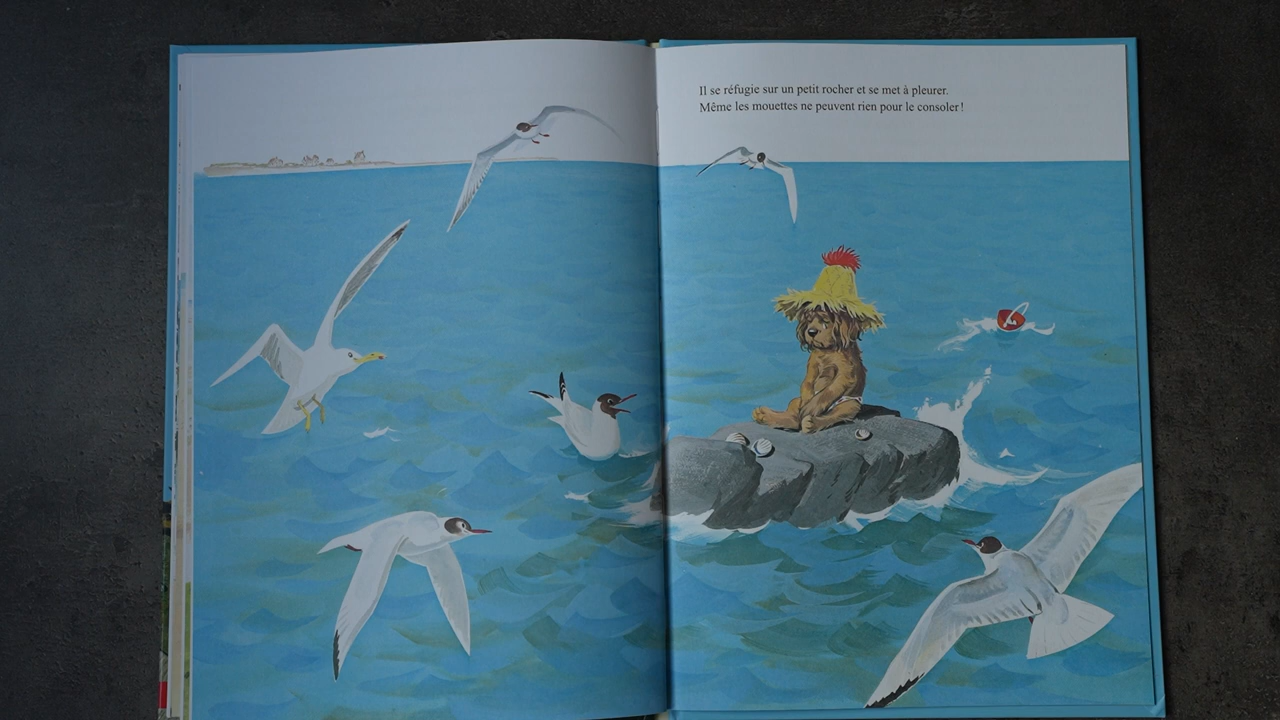 Il se réfugie sur un petit rocher et se met à pleurer.
Même les mouettes ne peuvent rien pour le consoler !